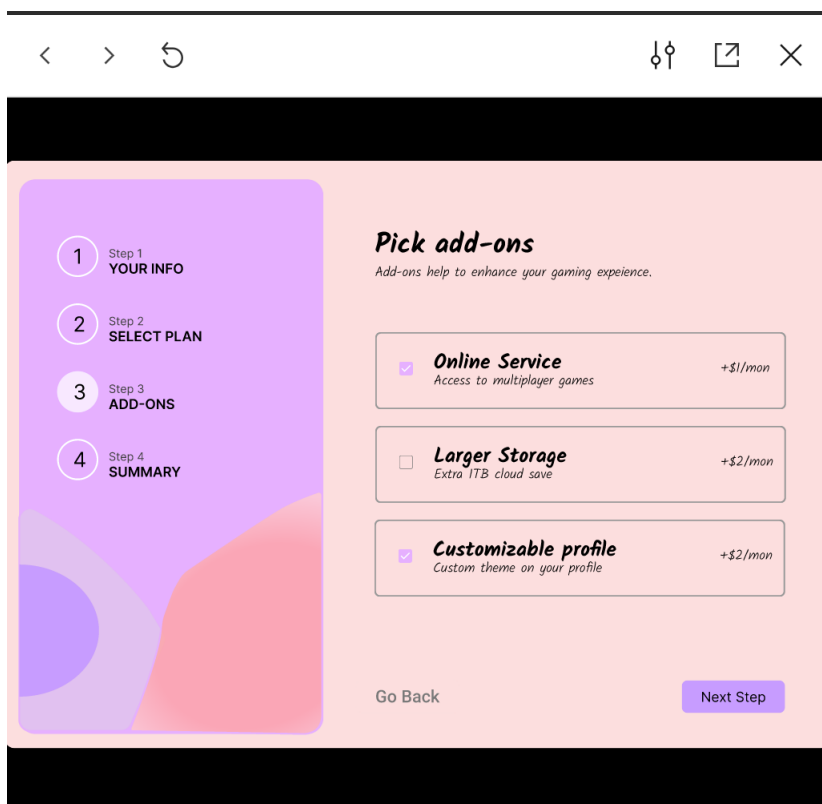 1
Step 1
YOUR INFO
2
Step 2
SELECT PLAN
3
Step 3
ADD-ONS
4
Step 4
SUMMARY
Pick add-ons
Add-ons help to enhance your gaming expeience.
Online Service
Access to multiplayer games
+$1/mon
Larger Storage
Extra 1TB cloud save
+$2/mon
Customizable profile
Custom theme on your profile
+$2/mon
Go Back
Next Step